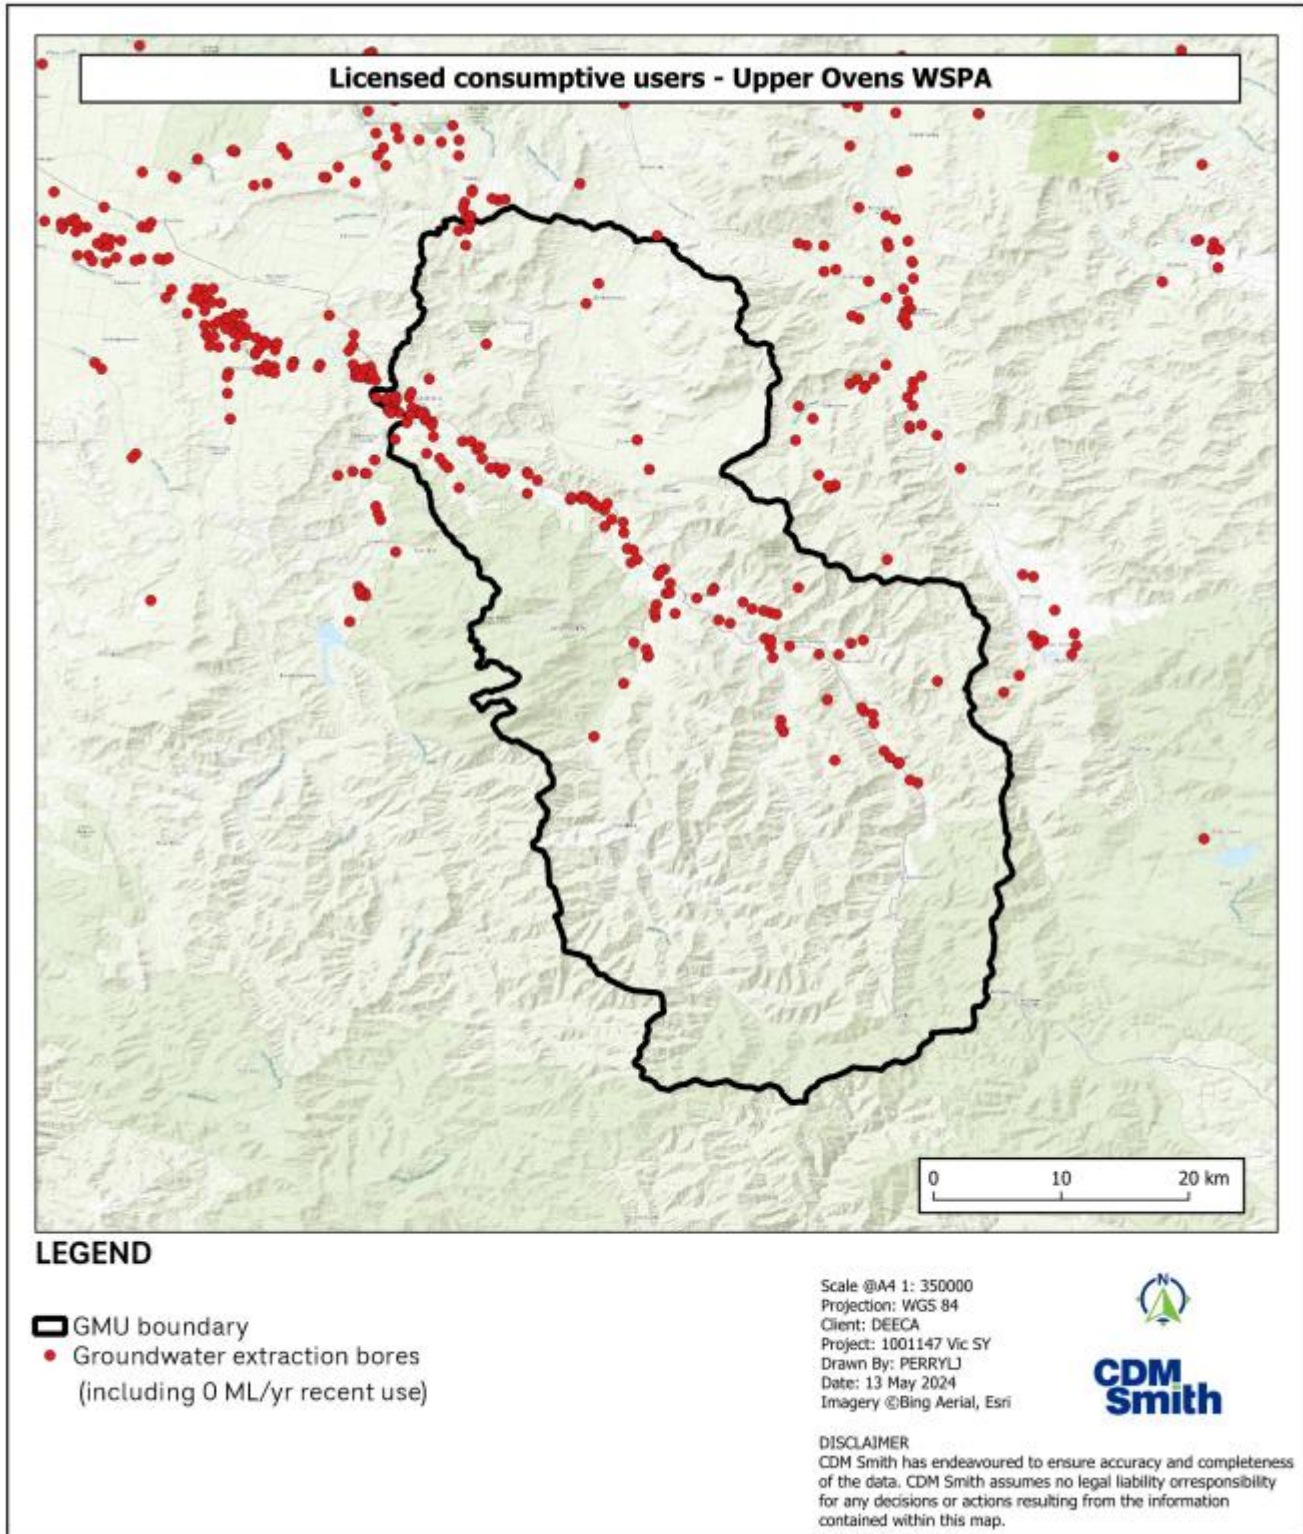 Licensed consumptive users - Upper Ovens WSPA
0 10 20 km
LEGEND
GMU boundary
Groundwater extraction bores
(including 0 ML/yr recent use)
Scale @A4 1: 350000
Projection: WGS 84
Client: DEECA
Project: 1001147 Vic SY
Drawn By: PERRYLJ
Date: 13 May 2024
Imagery ©Bing Aerial, Esri
N
CDM
Smith
DISCLAIMER
CDM Smith has endeavoured to ensure accuracy and completeness
of the data. CDM Smith assumes no legal liability orresponsibility
for any decisions or actions resulting from the information
contained within this map.